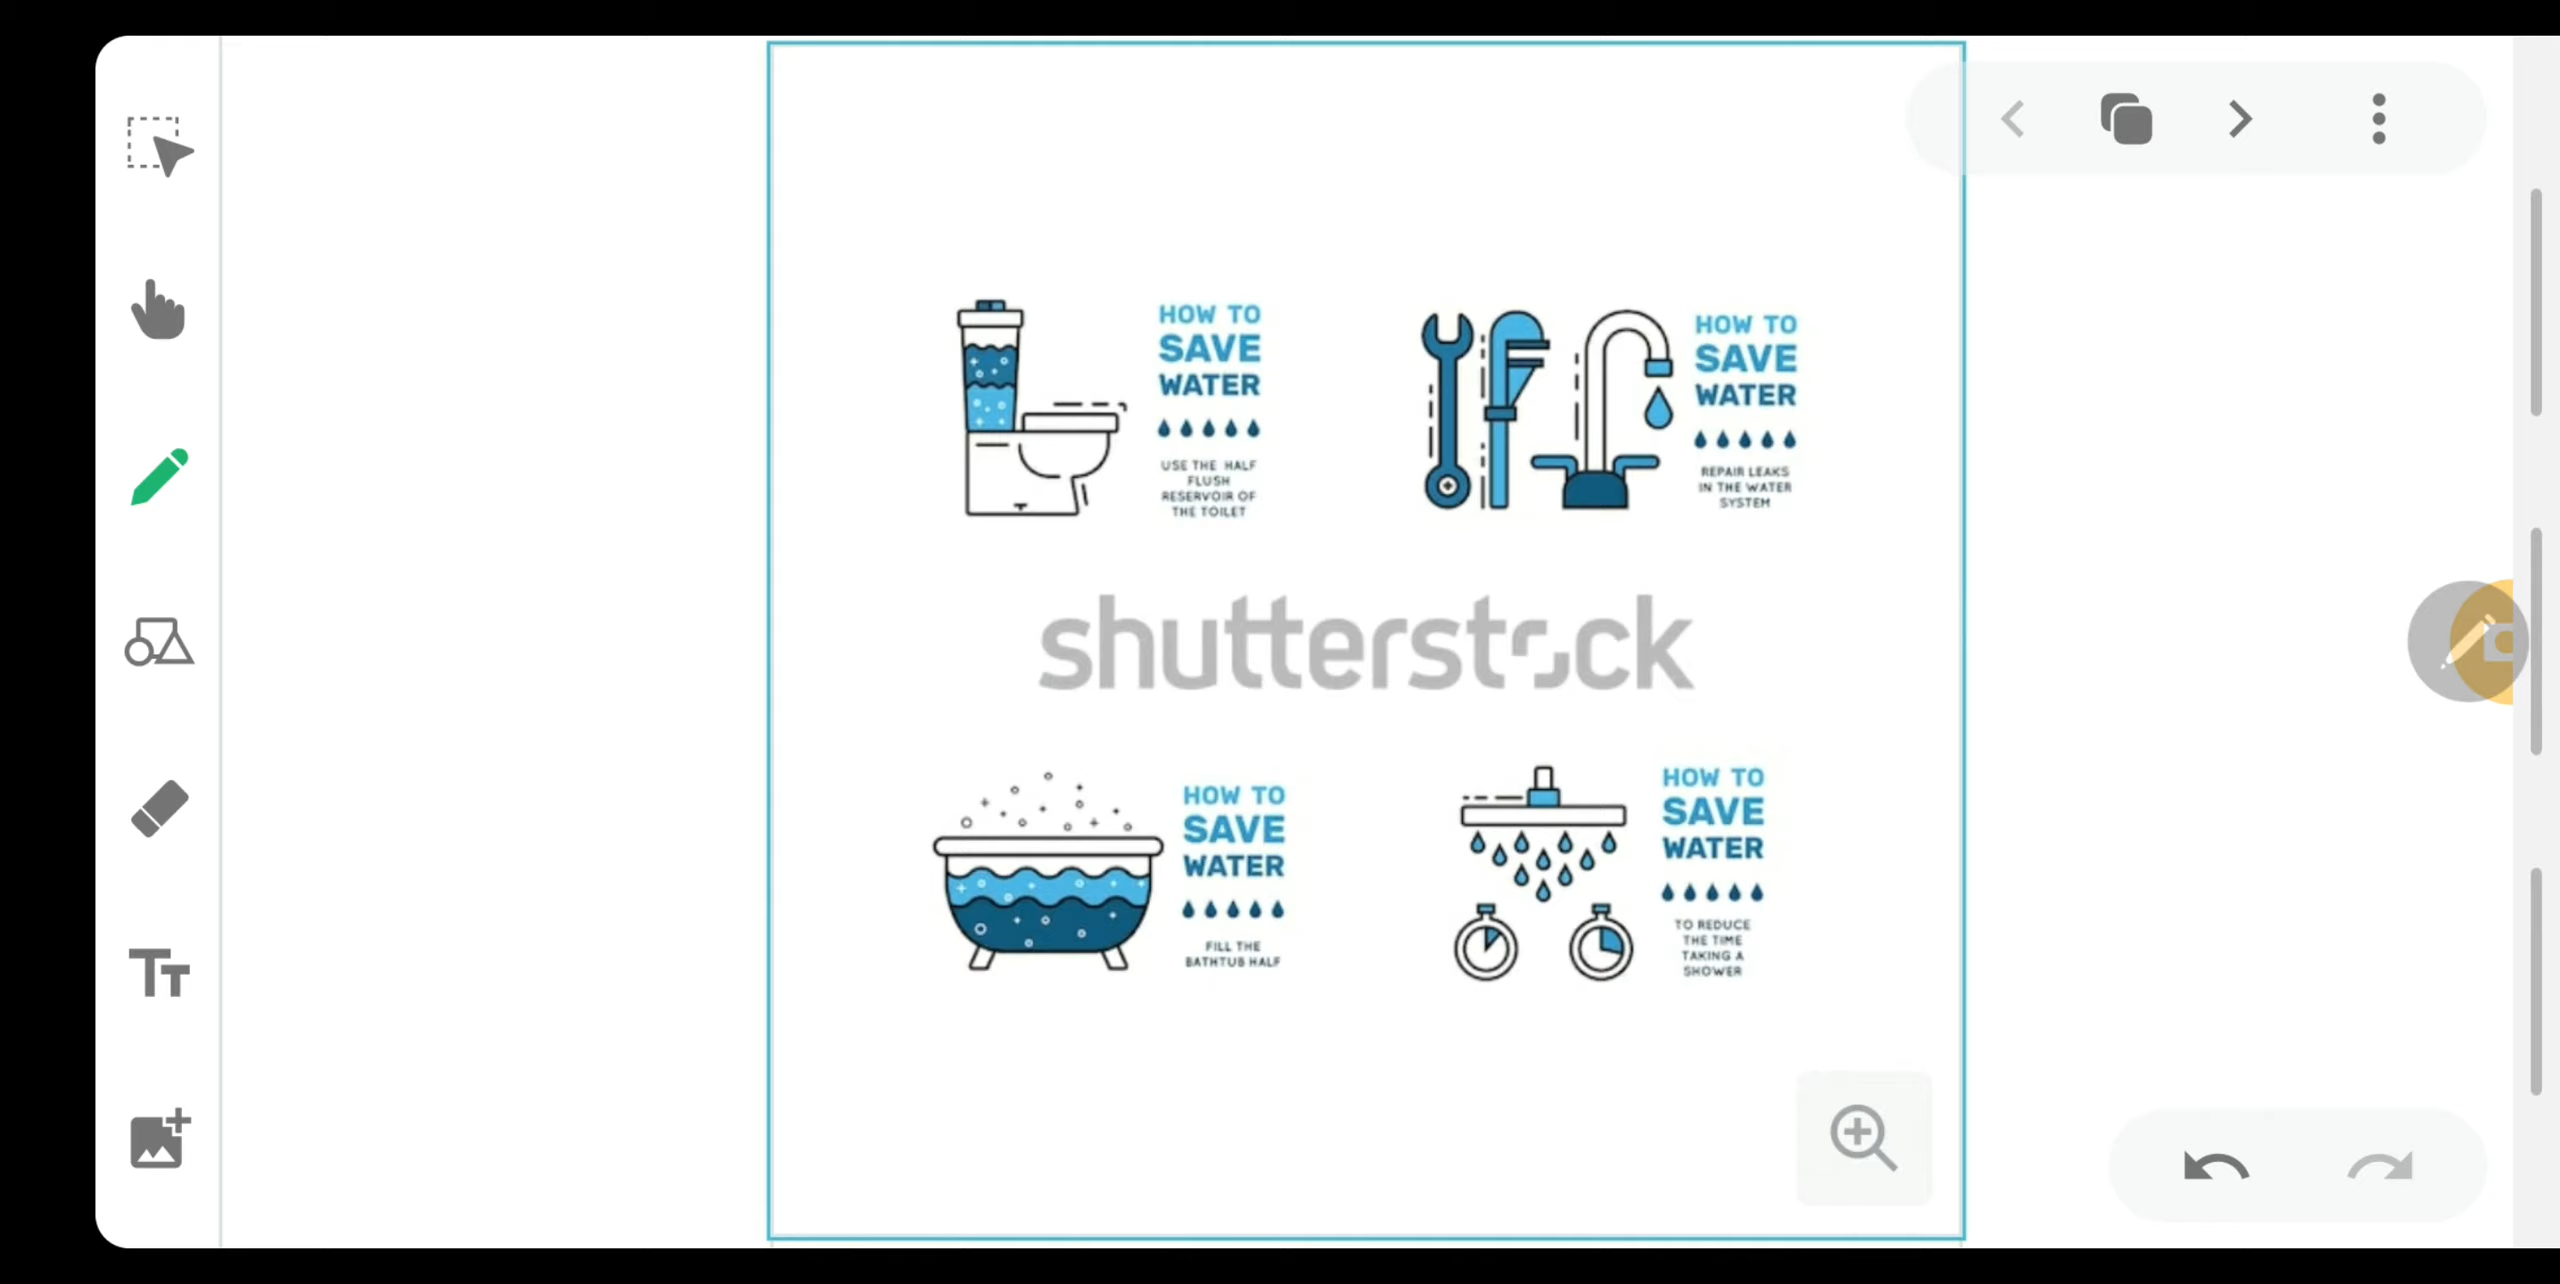 HOW TO
SAVE
WATER
USE THE HALF
FLUSH
RESERVOIR OF
THE TOILET
HOW TO
SAVE
WATER
REPAIR LEAKS
IN THE WATER
SYSTEM
shutterstock
HOW TO
SAVE
WATER
FILL THE
BATHTUB HALF
HOW TO
SAVE
WATER
TO REDUCE
THE TIME
TAKING A
SHOWER
TT